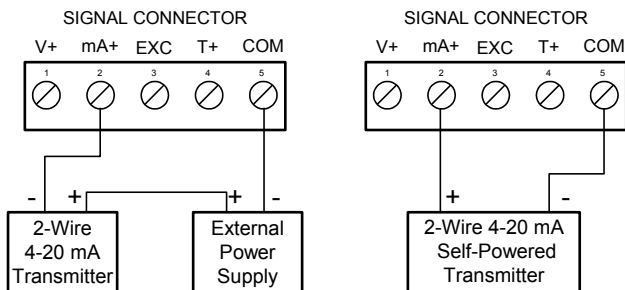 SIGNAL CONNECTOR
V+ mA+ EXC T+ COM
1 2 3 4 5
- + + -
2-Wire
4-20 mA
Transmitter
External
Power
Supply
SIGNAL CONNECTOR
V+ mA+ EXC T+ COM
1 2 3 4 5
+ -
2-Wire 4-20 mA
Self-Powered
Transmitter